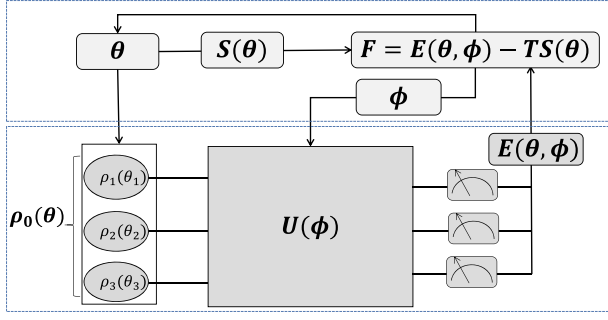 θ S(θ) F = E(θ, ϕ) − TS(θ)
ϕ
E(θ, ϕ)
ρ₁(θ₁)
ρ₀(θ) ρ₂(θ₂) U(ϕ)
ρ₃(θ₃)